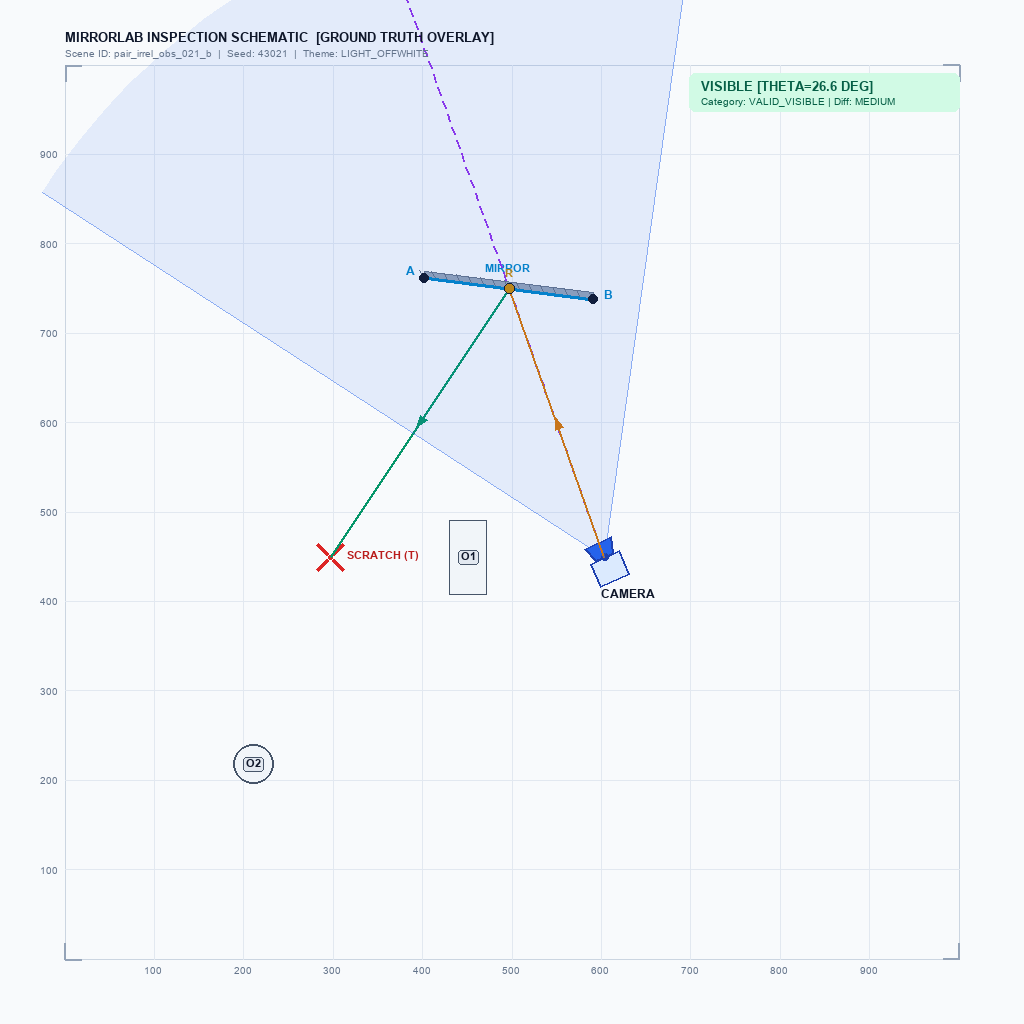 MIRRORLAB INSPECTION SCHEMATIC [GROUND TRUTH OVERLAY]
Scene ID: pair_irrel_obs_021_b | Seed: 43021 | Theme: LIGHT_OFFWHITE
VISIBLE [THETA=26.6 DEG]
Category: VALID_VISIBLE | Diff: MEDIUM
900
800
A
MIRROR
R
B
700
600
500
SCRATCH (T)
O1
CAMERA
400
300
O2
200
100
100 200 300 400 500 600 700 800 900